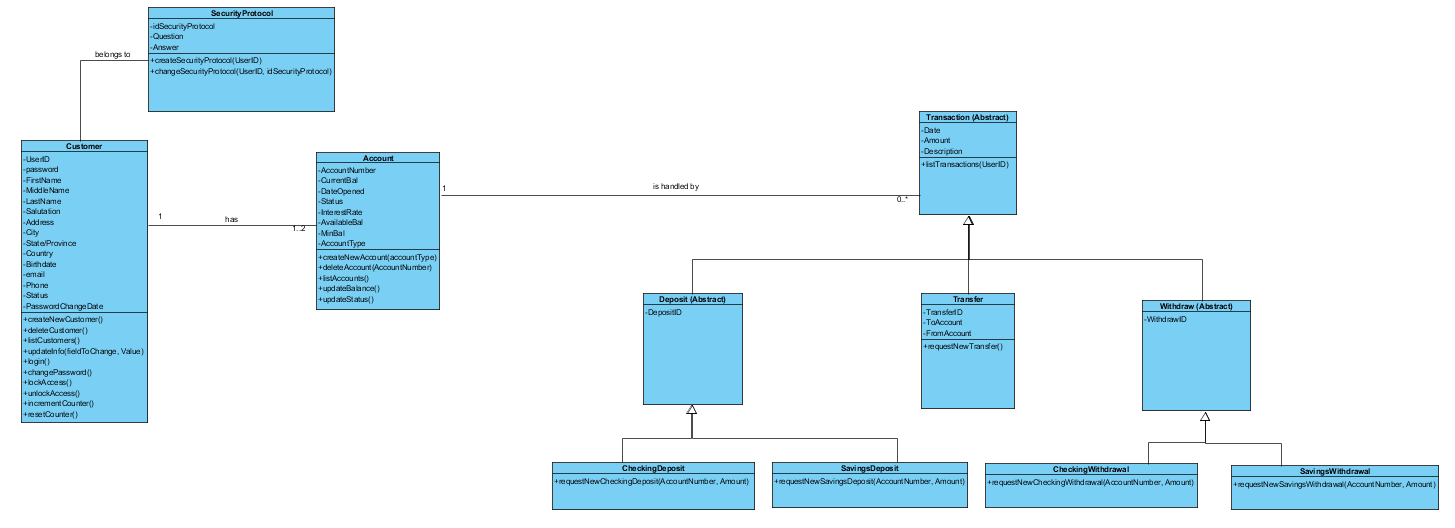 SecurityProtocol
-idSecurityProtocol
-Question
-Answer
+createSecurityProtocol(UserID)
+changeSecurityProtocol(UserID, idSecurityProtocol)
belongs to
Customer
-UserID
-password
-FirstName
-MiddleName
-LastName
-Salutation
-Address
-City
-State/Province
-Country
-Birthdate
-email
-Phone
-Status
-PasswordChangeDate
+createNewCustomer()
+deleteCustomer()
+listCustomers()
+updateInfo(fieldToChange, Value)
+login()
+changePassword()
+lockAccess()
+unlockAccess()
+incrementCounter()
+resetCounter()
1
has
1..2
Account
-AccountNumber
-CurrentBal
-DateOpened
-Status
-InterestRate
-AvailableBal
-MinBal
-AccountType
+createNewAccount(accountType)
+deleteAccount(AccountNumber)
+listAccounts()
+updateBalance()
+updateStatus()
1
is handled by
0..*
Transaction (Abstract)
-Date
-Amount
-Description
+listTransactions(UserID)
Deposit (Abstract)
-DepositID
Transfer
-TransferID
-ToAccount
-FromAccount
+requestNewTransfer()
Withdraw (Abstract)
-WithdrawID
CheckingDeposit
+requestNewCheckingDeposit(AccountNumber, Amount)
SavingsDeposit
+requestNewSavingsDeposit(AccountNumber, Amount)
CheckingWithdrawal
+requestNewCheckingWithdrawal(AccountNumber, Amount)
SavingsWithdrawal
+requestNewSavingsWithdrawal(AccountNumber, Amount)